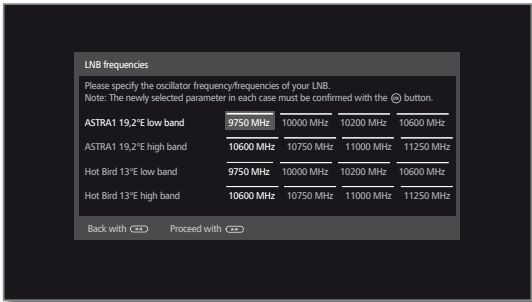 LNB frequencies
Please specify the oscillator frequency/frequencies of your LNB.
Note: The newly selected parameter in each case must be confirmed with the OK button.
ASTRA1 19,2°E low band 9750 MHz 10000 MHz 10200 MHz 10600 MHz
ASTRA1 19,2°E high band 10600 MHz 10750 MHz 11000 MHz 11250 MHz
Hot Bird 13°E low band 9750 MHz 10000 MHz 10200 MHz 10600 MHz
Hot Bird 13°E high band 10600 MHz 10750 MHz 11000 MHz 11250 MHz
Back with Proceed with